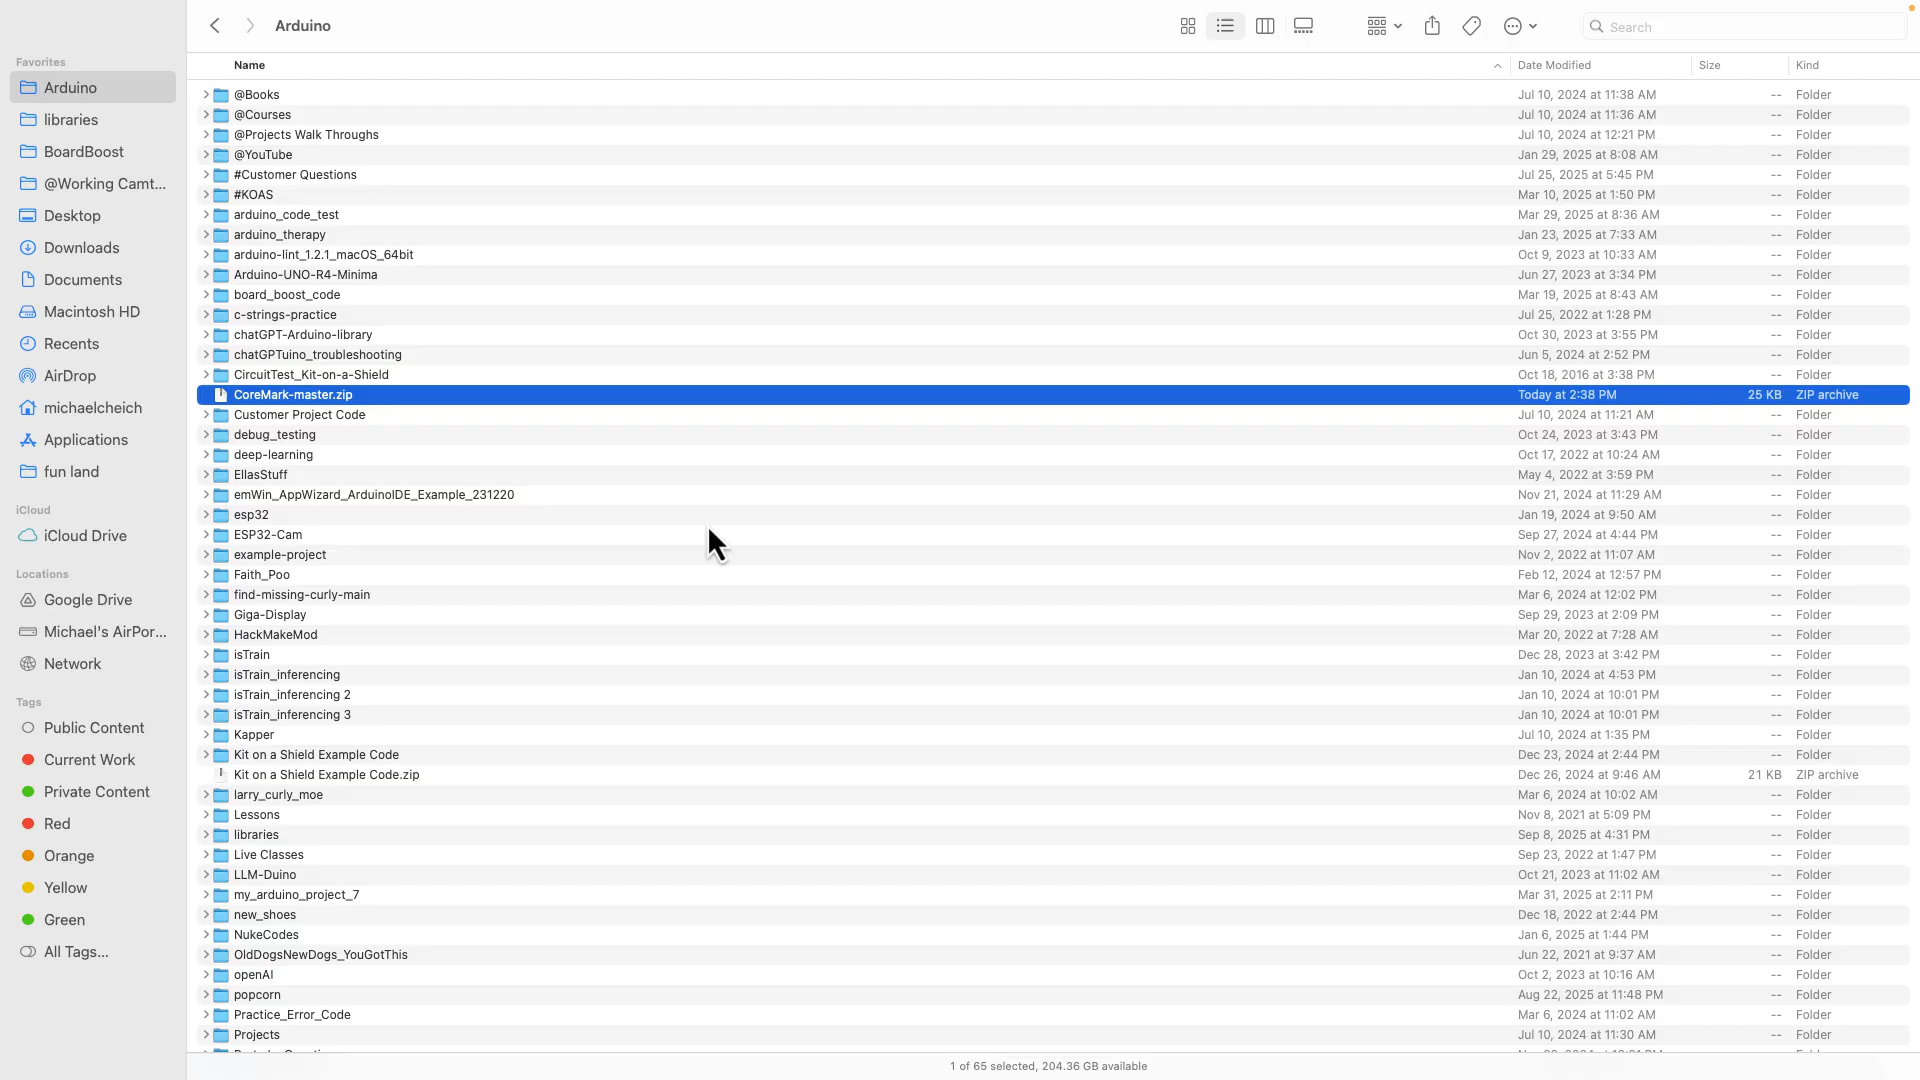 Arduino
Search
Favorites
Arduino
libraries
BoardBoost
@Working Camt...
Desktop
Downloads
Documents
Macintosh HD
Recents
AirDrop
michaelcheich
Applications
fun land
iCloud
iCloud Drive
Locations
Google Drive
Michael's AirPor...
Network
Tags
Public Content
Current Work
Private Content
Red
Orange
Yellow
Green
All Tags...
Name Date Modified Size Kind
@Books Jul 10, 2024 at 11:38 AM -- Folder
@Courses Jul 10, 2024 at 11:36 AM -- Folder
@Projects Walk Throughs Jul 10, 2024 at 12:21 PM -- Folder
@YouTube Jan 29, 2025 at 8:08 AM -- Folder
#Customer Questions Jul 25, 2025 at 5:45 PM -- Folder
#KOAS Mar 10, 2025 at 1:50 PM -- Folder
arduino_code_test Mar 29, 2025 at 8:36 AM -- Folder
arduino_therapy Jan 23, 2025 at 7:33 AM -- Folder
arduino-lint_1.2.1_macOS_64bit Oct 9, 2023 at 10:33 AM -- Folder
Arduino-UNO-R4-Minima Jun 27, 2023 at 3:34 PM -- Folder
board_boost_code Mar 19, 2025 at 8:43 AM -- Folder
c-strings-practice Jul 25, 2022 at 1:28 PM -- Folder
chatGPT-Arduino-library Oct 30, 2023 at 3:55 PM -- Folder
chatGPTuino_troubleshooting Jun 5, 2024 at 2:52 PM -- Folder
CircuitTest_Kit-on-a-Shield Oct 18, 2016 at 3:38 PM -- Folder
CoreMark-master.zip Today at 2:38 PM 25 KB ZIP archive
Customer Project Code Jul 10, 2024 at 11:21 AM -- Folder
debug_testing Oct 24, 2023 at 3:43 PM -- Folder
deep-learning Oct 17, 2022 at 10:24 AM -- Folder
EllasStuff May 4, 2022 at 3:59 PM -- Folder
emWin_AppWizard_ArduinoIDE_Example_231220 Nov 21, 2024 at 11:29 AM -- Folder
esp32 Jan 19, 2024 at 9:50 AM -- Folder
ESP32-Cam Sep 27, 2024 at 4:44 PM -- Folder
example-project Nov 2, 2022 at 11:07 AM -- Folder
Faith_Poo Feb 12, 2024 at 12:57 PM -- Folder
find-missing-curly-main Mar 6, 2024 at 12:02 PM -- Folder
Giga-Display Sep 29, 2023 at 2:09 PM -- Folder
HackMakeMod Mar 20, 2022 at 7:28 AM -- Folder
isTrain Dec 28, 2023 at 3:42 PM -- Folder
isTrain_inferencing Jan 10, 2024 at 4:53 PM -- Folder
isTrain_inferencing 2 Jan 10, 2024 at 10:01 PM -- Folder
isTrain_inferencing 3 Jan 10, 2024 at 10:01 PM -- Folder
Kapper Jul 10, 2024 at 1:35 PM -- Folder
Kit on a Shield Example Code Dec 23, 2024 at 2:44 PM -- Folder
Kit on a Shield Example Code.zip Dec 26, 2024 at 9:46 AM 21 KB ZIP archive
larry_curly_moe Mar 6, 2024 at 10:02 AM -- Folder
Lessons Nov 8, 2021 at 5:09 PM -- Folder
libraries Sep 8, 2025 at 4:31 PM -- Folder
Live Classes Sep 23, 2022 at 1:47 PM -- Folder
LLM-Duino Oct 21, 2023 at 11:02 AM -- Folder
my_arduino_project_7 Mar 31, 2025 at 2:11 PM -- Folder
new_shoes Dec 18, 2022 at 2:44 PM -- Folder
NukeCodes Jan 6, 2025 at 1:44 PM -- Folder
OldDogsNewDogs_YouGotThis Jun 22, 2021 at 9:37 AM -- Folder
openAI Oct 2, 2023 at 10:16 AM -- Folder
popcorn Aug 22, 2025 at 11:48 PM -- Folder
Practice_Error_Code Mar 6, 2024 at 11:02 AM -- Folder
Projects Jul 10, 2024 at 11:30 AM -- Folder
1 of 65 selected, 204.36 GB available